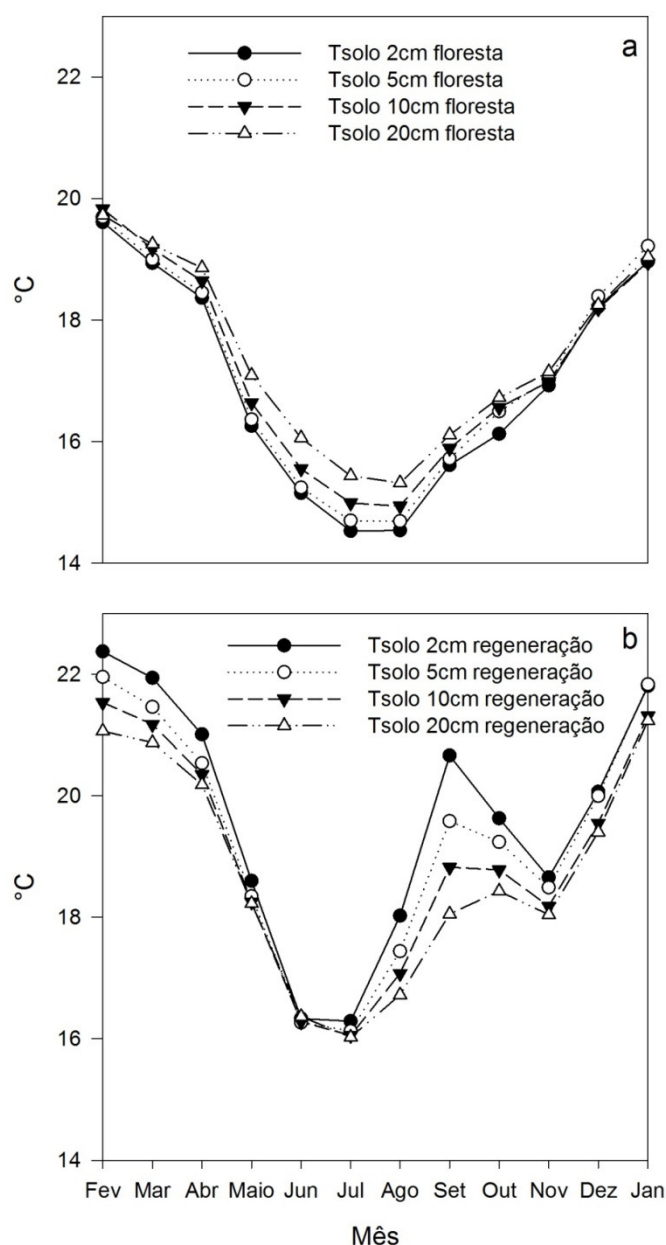 a
Tsolo 2cm floresta
Tsolo 5cm floresta
Tsolo 10cm floresta
Tsolo 20cm floresta
22
20
18
16
14
°C
b
Tsolo 2cm regeneração
Tsolo 5cm regeneração
Tsolo 10cm regeneração
Tsolo 20cm regeneração
22
20
18
16
14
°C
Fev Mar Abr Maio Jun Jul Ago Set Out Nov Dez Jan
Mês